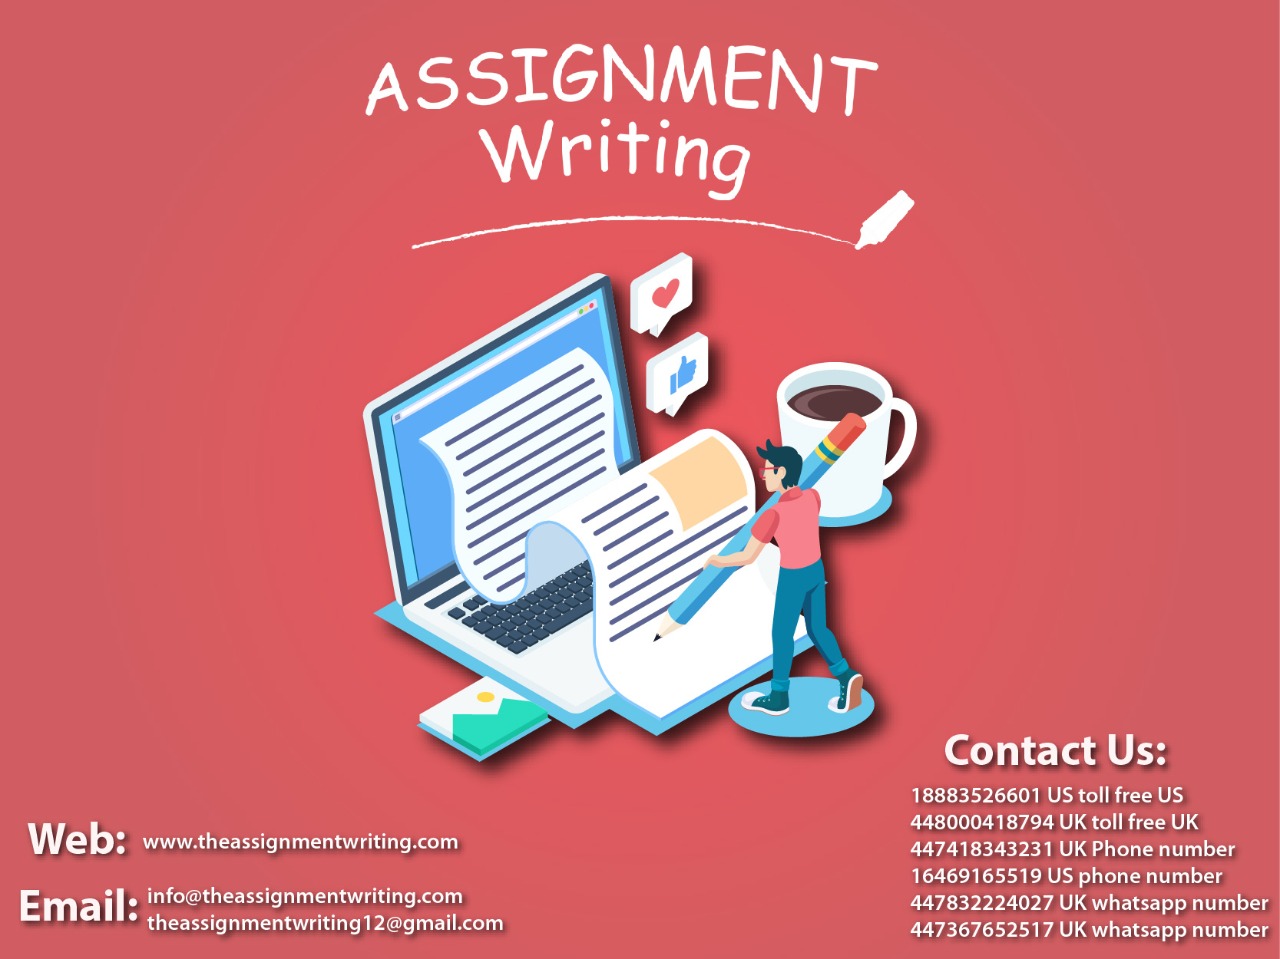 ASSIGNMENT
Writing
Contact Us:
18883526601 US toll free US
448000418794 UK toll free UK
447418343231 UK Phone number
16469165519 US phone number
447832224027 UK whatsapp number
447367652517 UK whatsapp number
Web: www.theassignmentwriting.com
Email: info@theassignmentwriting.com
theassignmentwriting12@gmail.com